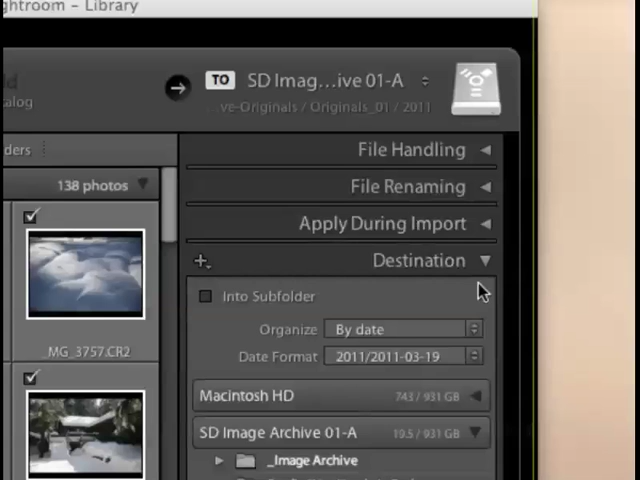 ghtroom - Library
TO SD Imag...ive 01-A
ve-Originals / Originals_01 / 2011
talog
ders
File Handling
138 photos
File Renaming
Apply During Import
Destination
Into Subfolder
Organize By date
_MG_3757.CR2
Date Format 2011/2011-03-19
Macintosh HD 743 / 931 GB
SD Image Archive 01-A 19.5 / 931 GB
_Image Archive